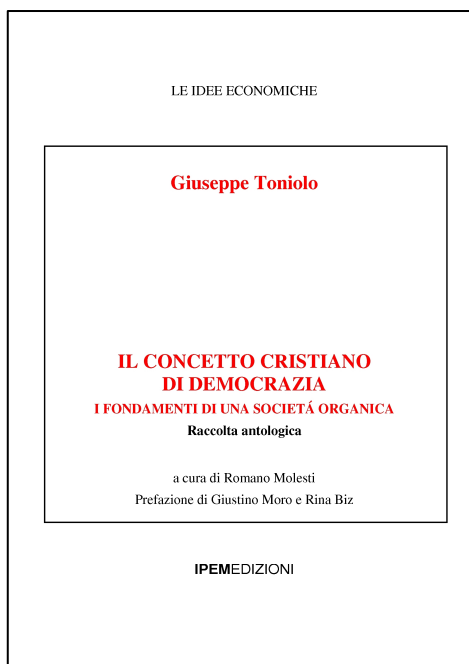 LE IDEE ECONOMICHE
Giuseppe Toniolo
IL CONCETTO CRISTIANO
DI DEMOCRAZIA
I FONDAMENTI DI UNA SOCIETÁ ORGANICA
Raccolta antologica
a cura di Romano Molesti
Prefazione di Giustino Moro e Rina Biz
IPEMEDIZIONI